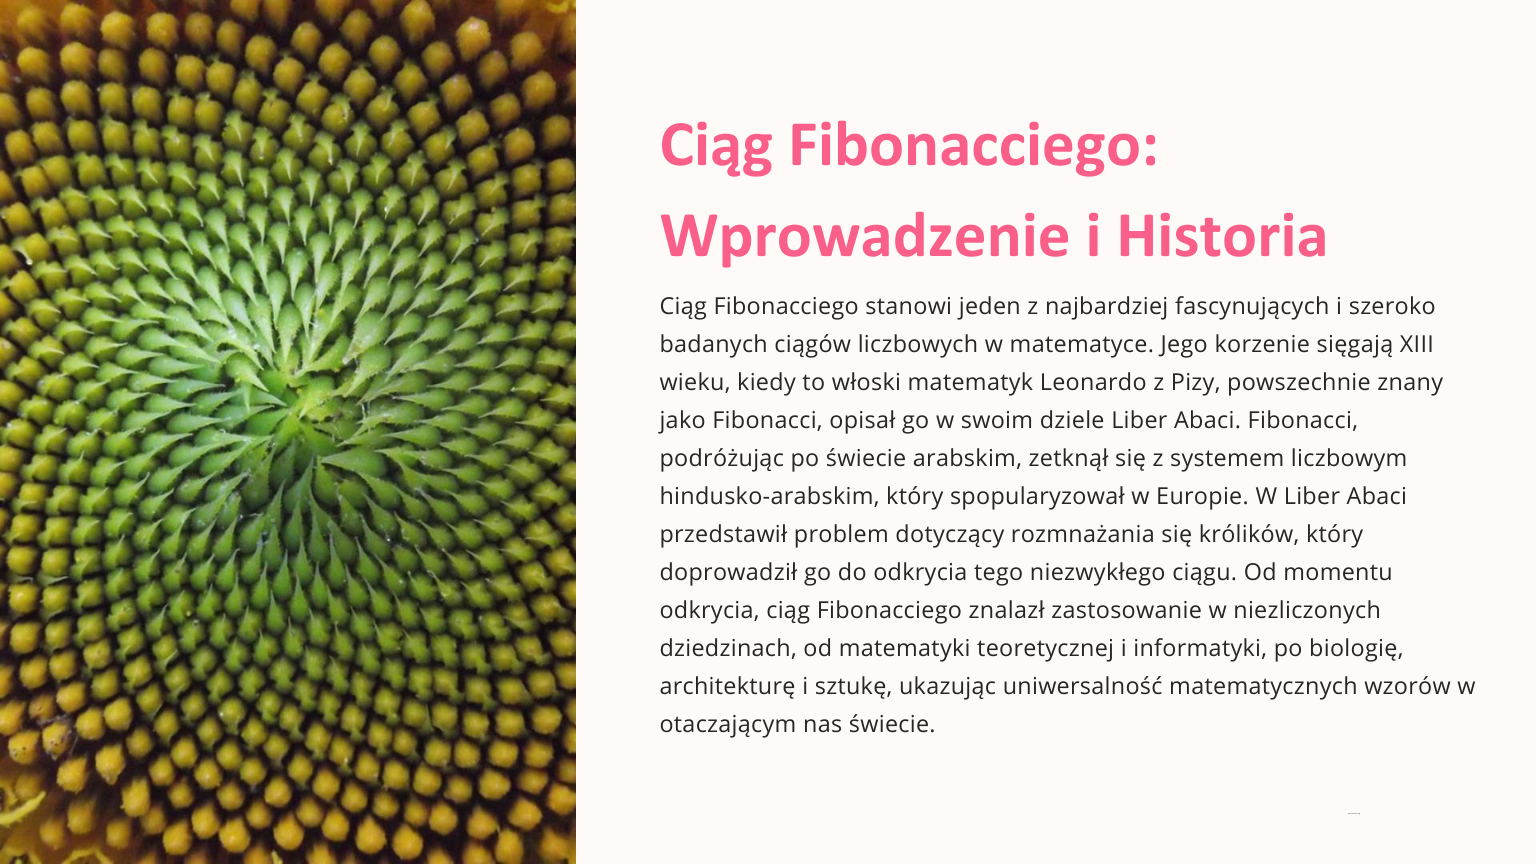 Ciąg Fibonacciego:
Wprowadzenie i Historia
Ciąg Fibonacciego stanowi jeden z najbardziej fascynujących i szeroko
badanych ciągów liczbowych w matematyce. Jego korzenie sięgają XIII
wieku, kiedy to włoski matematyk Leonardo z Pizy, powszechnie znany
jako Fibonacci, opisał go w swoim dziele Liber Abaci. Fibonacci,
podróżując po świecie arabskim, zetknął się z systemem liczbowym
hindusko-arabskim, który spopularyzował w Europie. W Liber Abaci
przedstawił problem dotyczący rozmnażania się królików, który
doprowadził go do odkrycia tego niezwykłego ciągu. Od momentu
odkrycia, ciąg Fibonacciego znalazł zastosowanie w niezliczonych
dziedzinach, od matematyki teoretycznej i informatyki, po biologię,
architekturę i sztukę, ukazując uniwersalność matematycznych wzorów w
otaczającym nas świecie.